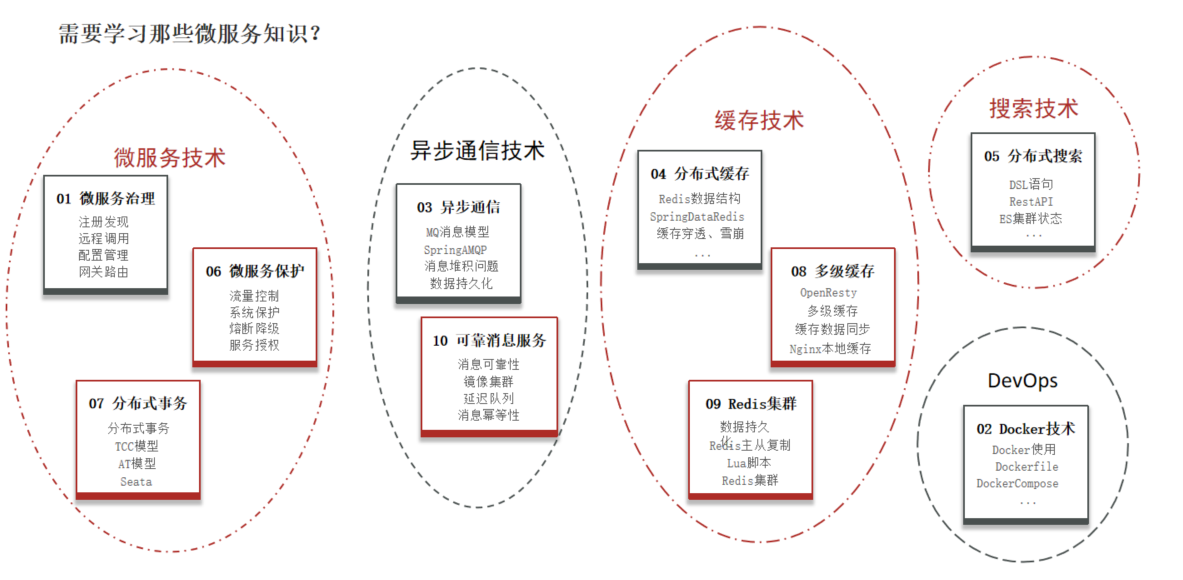 需要学习那些微服务知识？
微服务技术
01 微服务治理
注册发现
远程调用
配置管理
网关路由
06 微服务保护
流量控制
系统保护
熔断降级
服务授权
07 分布式事务
分布式事务
TCC模型
AT模型
Seata
异步通信技术
03 异步通信
MQ消息模型
SpringAMQP
消息堆积问题
数据持久化
10 可靠消息服务
消息可靠性
镜像集群
延迟队列
消息幂等性
缓存技术
04 分布式缓存
Redis数据结构
SpringDataRedis
缓存穿透、雪崩
...
08 多级缓存
OpenResty
多级缓存
缓存数据同步
Nginx本地缓存
09 Redis集群
数据持久
化
Redis主从复制
Lua脚本
Redis集群
搜索技术
05 分布式搜索
DSL语句
RestAPI
ES集群状态
...
DevOps
02 Docker技术
Docker使用
Dockerfile
DockerCompose
...